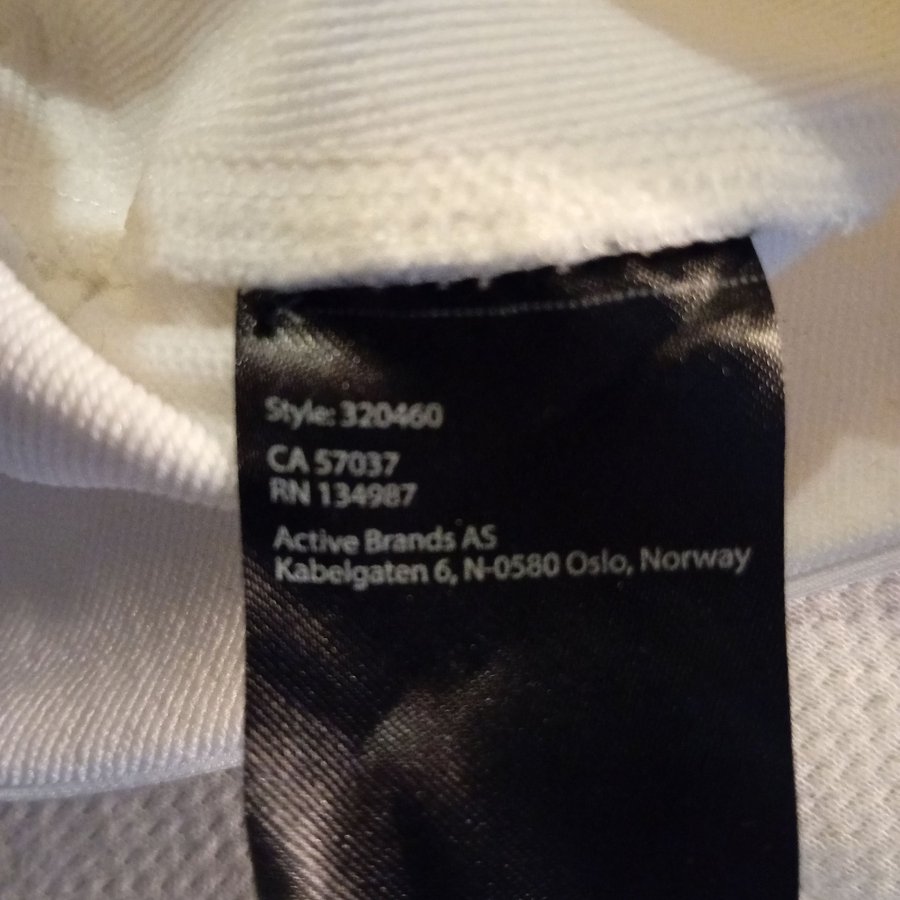 Style: 320460
CA 57037
RN 134987
Active Brands AS
Kabelgaten 6, N-0580 Oslo, Norway